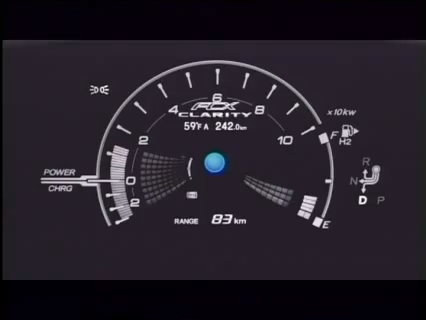 6
4 FCX 8
CLARITY
x10kw
59°F A 242.0km
2 10 F
H2
POWER
CHRG
0
2
R
N
D P
E
RANGE 83 km